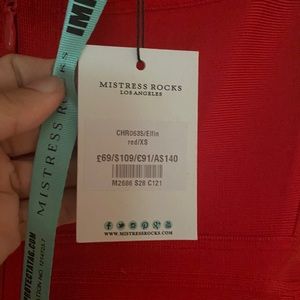 MISTRESS ROCKS
LOS ANGELES
CHR0635/Elfin
red/XS
£69/$109/€91/A$140
M2686 S28 C121
WWW.MISTRESSROCKS.COM
MISTRESS ROCKS